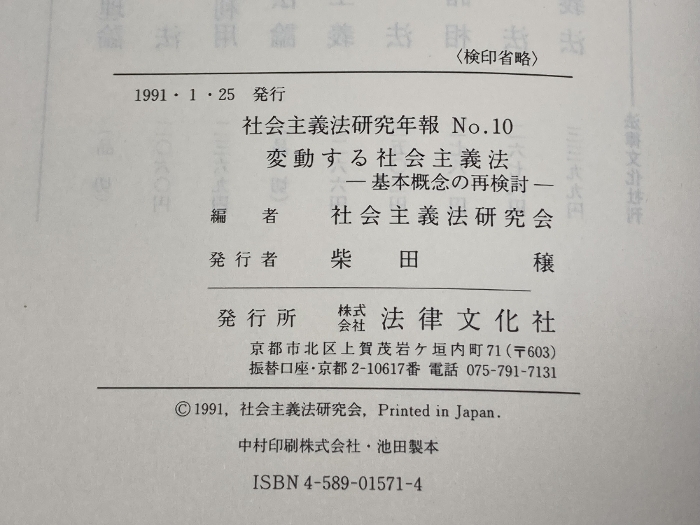 〈検印省略〉
1991・1・25 発行
社会主義法研究年報 No.10
変動する社会主義法
―基本概念の再検討―
編者 社会主義法研究会
発行者 柴田 穣
発行所 株式会社 法律文化社
京都市北区上賀茂岩ケ垣内町71(〒603)
振替口座・京都2-10617番 電話 075-791-7131
©1991, 社会主義法研究会, Printed in Japan.
中村印刷株式会社・池田製本
ISBN 4-589-01571-4